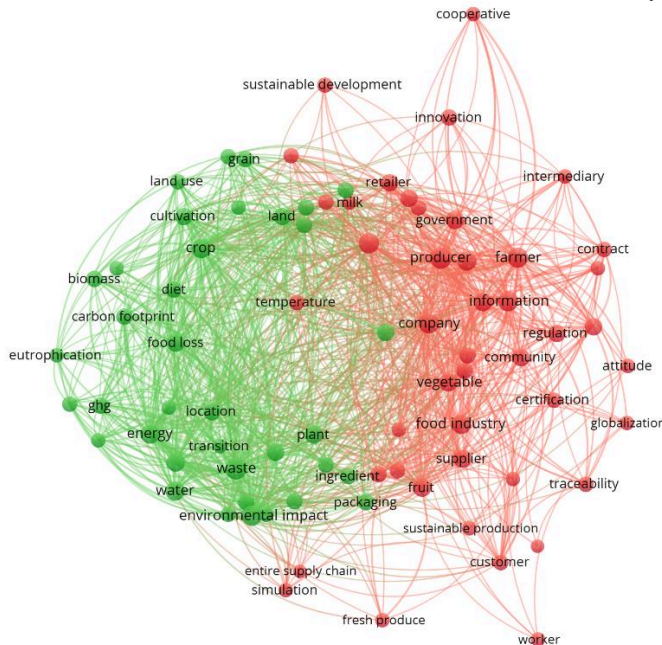 cooperative
sustainable development
innovation
grain
land use
retailer
intermediary
milk
cultivation
land
government
crop
contract
producer
farmer
biomass
diet
temperature
information
carbon footprint
company
regulation
food loss
eutrophication
community
attitude
vegetable
certification
ghg
location
food industry
globalization
energy
plant
transition
supplier
waste
ingredient
water
fruit
traceability
packaging
environmental impact
sustainable production
customer
entire supply chain
simulation
fresh produce
worker